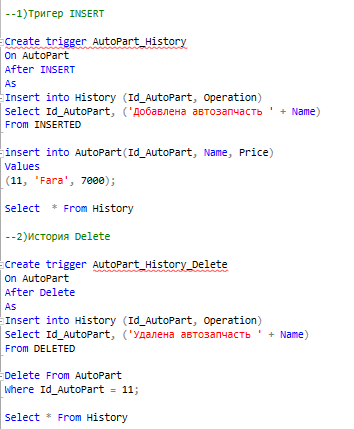 --1)Тригер INSERT
Create trigger AutoPart_History
On AutoPart
After INSERT
As
Insert into History (Id_AutoPart, Operation)
Select Id_AutoPart, ('Добавлена автозапчасть ' + Name)
From INSERTED
insert into AutoPart(Id_AutoPart, Name, Price)
Values
(11, 'Fara', 7000);
Select  * From History
--2)История Delete
Create trigger AutoPart_History_Delete
On AutoPart
After Delete
As
Insert into History (Id_AutoPart, Operation)
Select Id_AutoPart, ('Удалена автозапчасть ' + Name)
From DELETED
Delete From AutoPart
Where Id_AutoPart = 11;
Select * From History